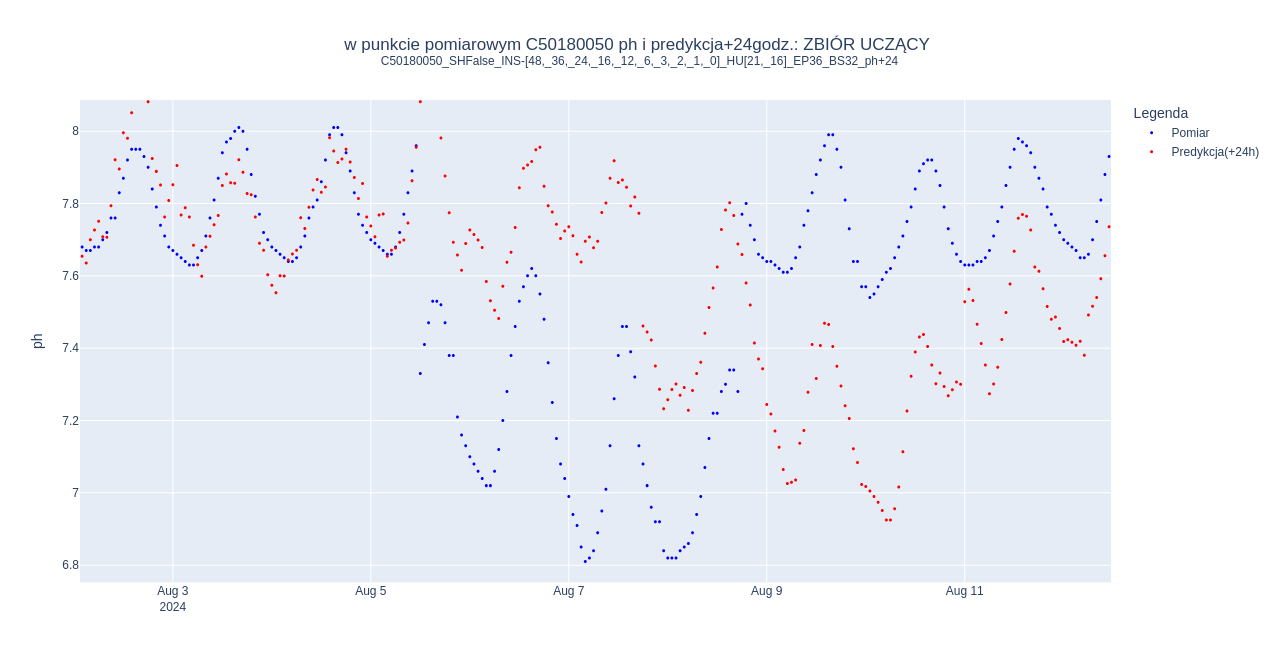 w punkcie pomiarowym C50180050 ph i predykcja+24godz.: ZBIÓR UCZĄCY
C50180050_SHFalse_INS-[48,_36,_24,_16,_12,_6,_3,_2,_1,_0]_HU[21,_16]_EP36_BS32_ph+24
Legenda
Pomiar
Predykcja(+24h)
ph
8
7.8
7.6
7.4
7.2
7
6.8
Aug 3
2024
Aug 5
Aug 7
Aug 9
Aug 11